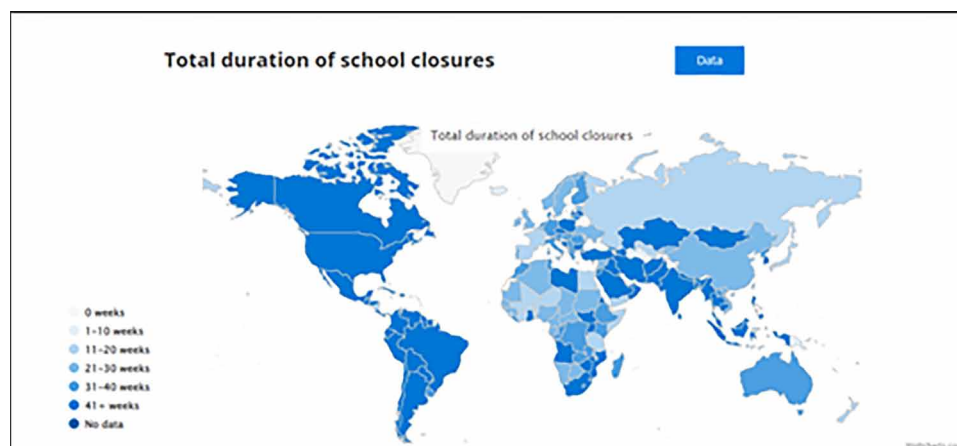 Total duration of school closures
Data
Total duration of school closures
0 weeks
1-10 weeks
11-20 weeks
21-30 weeks
31-40 weeks
41+ weeks
No data